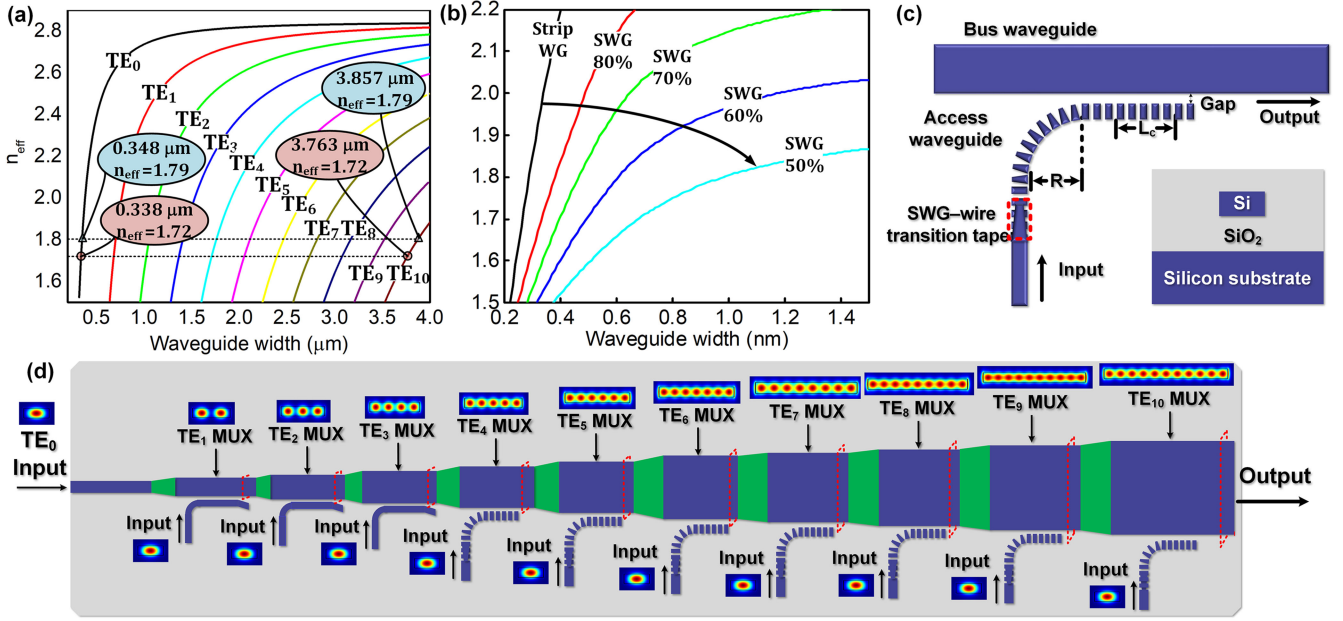 (a)
2.8
2.6
2.4
2.2
2.0
1.8
1.6
n_eff
TE₀
TE₁
TE₂
TE₃
TE₄
TE₅
TE₆
TE₇ TE₈
TE₉ TE₁₀
3.857 μm
n_eff=1.79
0.348 μm
n_eff=1.79
3.763 μm
n_eff=1.72
0.338 μm
n_eff=1.72
0.5 1.0 1.5 2.0 2.5 3.0 3.5 4.0
Waveguide width (μm)
(b)
2.2
2.1
2.0
1.9
1.8
1.7
1.6
1.5
Strip
WG
SWG
80%
SWG
70%
SWG
60%
SWG
50%
0.2 0.4 0.6 0.8 1.0 1.2 1.4
Waveguide width (nm)
(c)
Bus waveguide
Gap
Output
Access
waveguide
L_c
R
SWG–wire
transition taper
Input
Si
SiO₂
Silicon substrate
(d)
TE₀
Input
TE₁ MUX
TE₂ MUX
TE₃ MUX
TE₄ MUX
TE₅ MUX
TE₆ MUX
TE₇ MUX
TE₈ MUX
TE₉ MUX
TE₁₀ MUX
Output
Input
Input
Input
Input
Input
Input
Input
Input
Input
Input